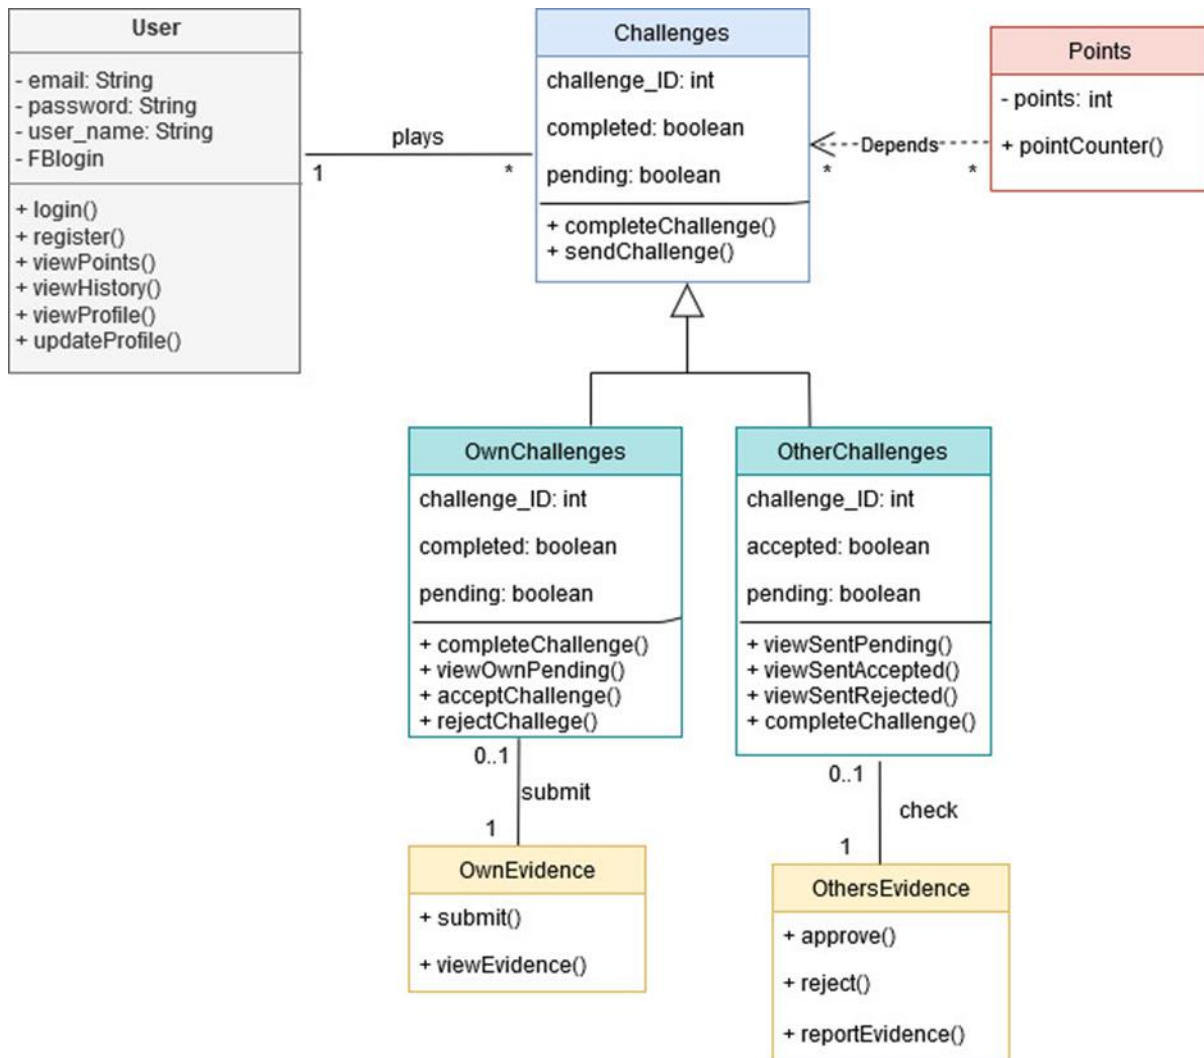 User
- email: String
- password: String
- user_name: String
- FBlogin
+ login()
+ register()
+ viewPoints()
+ viewHistory()
+ viewProfile()
+ updateProfile()
plays
1
*
Challenges
challenge_ID: int
completed: boolean
pending: boolean
+ completeChallenge()
+ sendChallenge()
Depends
*
*
Points
- points: int
+ pointCounter()
OwnChallenges
challenge_ID: int
completed: boolean
pending: boolean
+ completeChallenge()
+ viewOwnPending()
+ acceptChallenge()
+ rejectChallege()
OtherChallenges
challenge_ID: int
accepted: boolean
pending: boolean
+ viewSentPending()
+ viewSentAccepted()
+ viewSentRejected()
+ completeChallenge()
0..1
submit
1
0..1
check
1
OwnEvidence
+ submit()
+ viewEvidence()
OthersEvidence
+ approve()
+ reject()
+ reportEvidence()